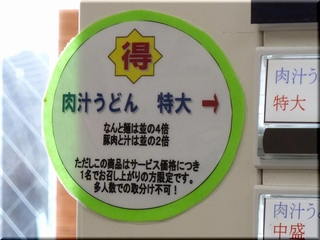 得
肉汁うどん 特大 →
なんと麺は並の4倍
豚肉と汁は並の2倍
ただしこの商品はサービス価格につき
1名でお召し上がりの方限定です。
多人数での取分け不可！
肉汁う
特大
肉汁う
中盛